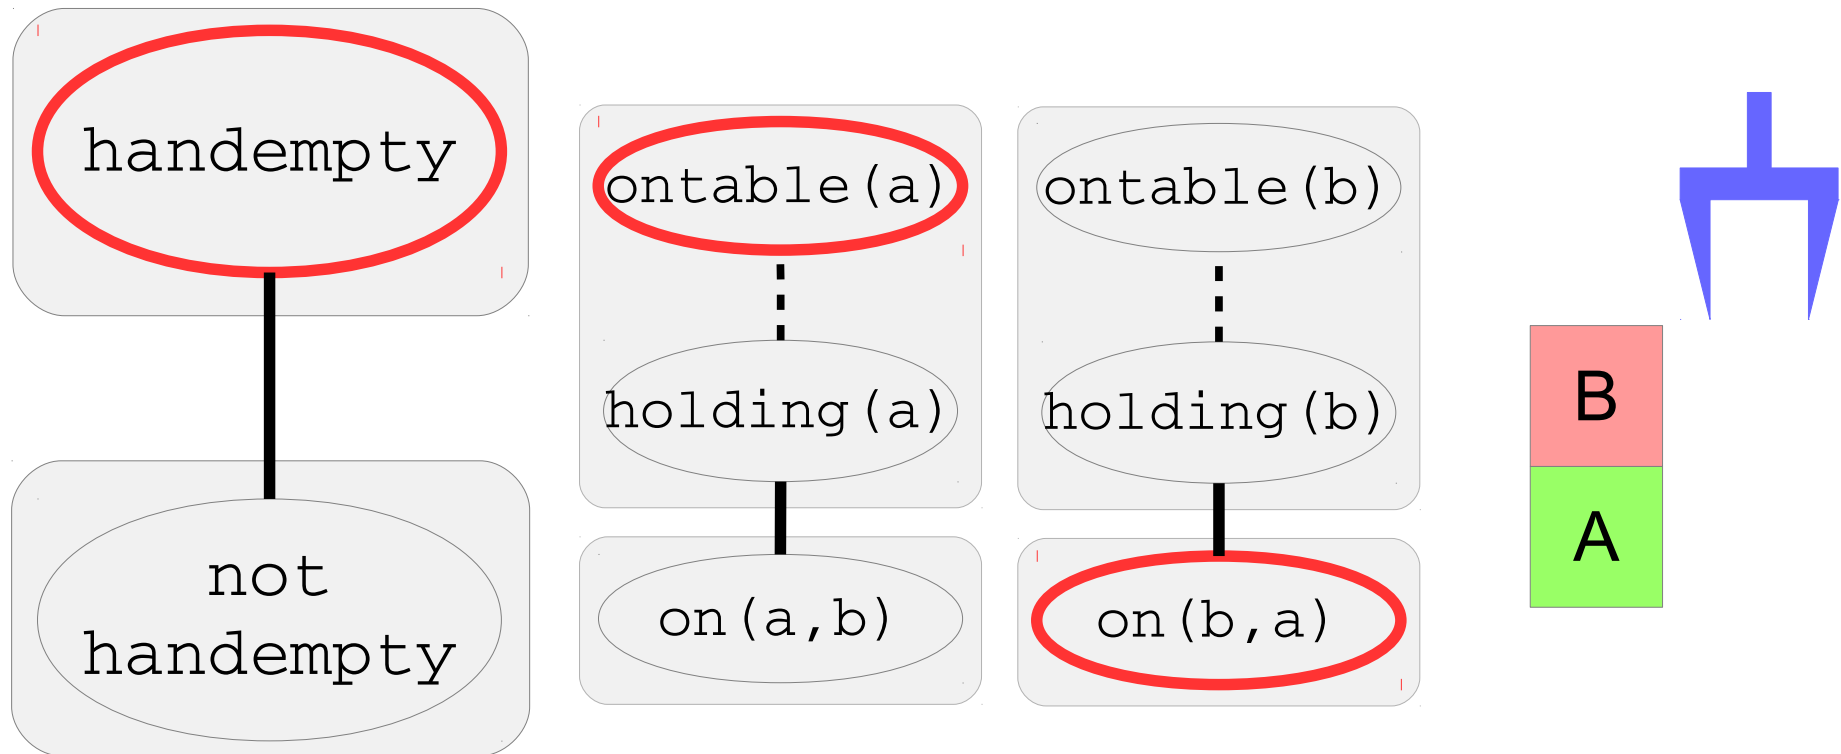 handempty
not
handempty
ontable(a)
holding(a)
on(a,b)
ontable(b)
holding(b)
on(b,a)
B
A